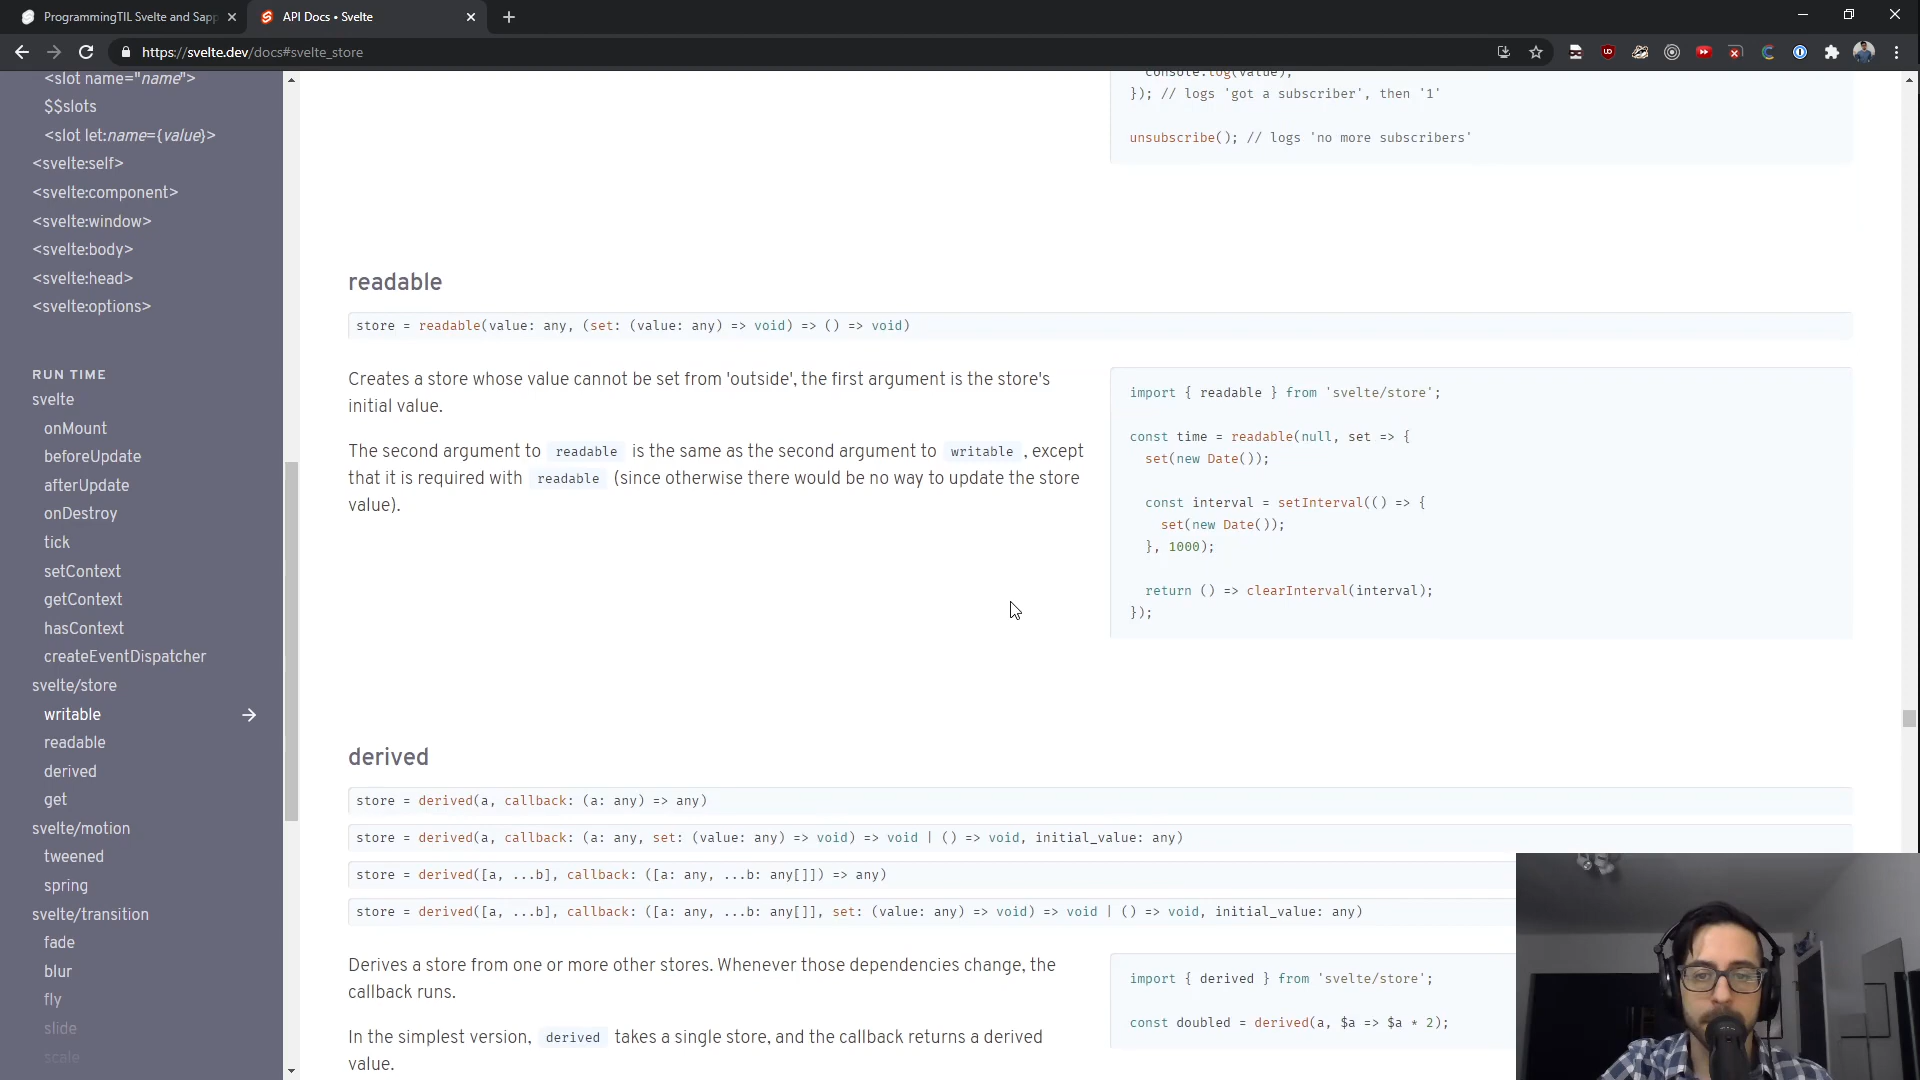 ProgrammingTIL Svelte and Sapp
API Docs • Svelte
https://svelte.dev/docs#svelte_store
<slot name="name">
$$slots
<slot let:name={value}>
<svelte:self>
<svelte:component>
<svelte:window>
<svelte:body>
<svelte:head>
<svelte:options>
RUN TIME
svelte
onMount
beforeUpdate
afterUpdate
onDestroy
tick
setContext
getContext
hasContext
createEventDispatcher
svelte/store
writable
readable
derived
get
svelte/motion
tweened
spring
svelte/transition
fade
blur
fly
slide
scale
console.log(value);
}); // logs 'got a subscriber', then '1'
unsubscribe(); // logs 'no more subscribers'
readable
store = readable(value: any, (set: (value: any) => void) => () => void)
Creates a store whose value cannot be set from 'outside', the first argument is the store's
initial value.
The second argument to readable is the same as the second argument to writable , except
that it is required with readable (since otherwise there would be no way to update the store
value).
import { readable } from 'svelte/store';
const time = readable(null, set => {
set(new Date());
const interval = setInterval(() => {
set(new Date());
}, 1000);
return () => clearInterval(interval);
});
derived
store = derived(a, callback: (a: any) => any)
store = derived(a, callback: (a: any, set: (value: any) => void) => void | () => void, initial_value: any)
store = derived([a, ...b], callback: ([a: any, ...b: any[]]) => any)
store = derived([a, ...b], callback: ([a: any, ...b: any[]], set: (value: any) => void) => void | () => void, initial_value: any)
Derives a store from one or more other stores. Whenever those dependencies change, the
callback runs.
In the simplest version, derived takes a single store, and the callback returns a derived
value.
import { derived } from 'svelte/store';
const doubled = derived(a, $a => $a * 2);